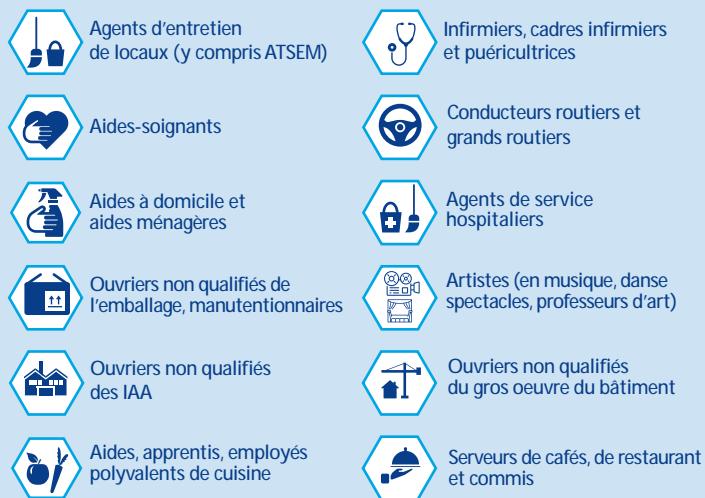 Agents d'entretien
de locaux (y compris ATSEM)
Infirmiers, cadres infirmiers
et puéricultrices
Aides-soignants
Conducteurs routiers et
grands routiers
Aides à domicile et
aides ménagères
Agents de service
hospitaliers
Ouvriers non qualifiés de
l'emballage, manutentionnaires
Artistes (en musique, danse
spectacles, professeurs d'art)
Ouvriers non qualifiés
des IAA
Ouvriers non qualifiés
du gros oeuvre du bâtiment
Aides, apprentis, employés
polyvalents de cuisine
Serveurs de cafés, de restaurant
et commis